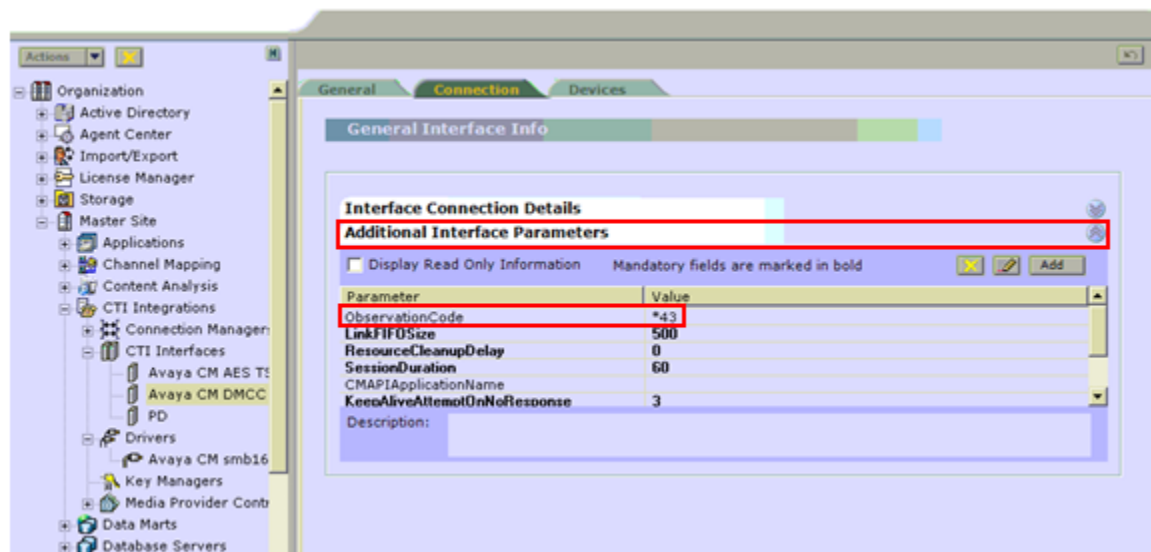 Actions
Organization
Active Directory
Agent Center
Import/Export
License Manager
Storage
Master Site
Applications
Channel Mapping
Content Analysis
CTI Integrations
Connection Manager
CTI Interfaces
Avaya CM AES TS
Avaya CM DMCC
PD
Drivers
Avaya CM smb16
Key Managers
Media Provider Contr
Data Marts
Database Servers
General Connection Devices
General Interface Info
Interface Connection Details
Additional Interface Parameters
Display Read Only Information Mandatory fields are marked in bold Add
Parameter Value
ObservationCode *43
LinkFIFOSize 500
ResourceCleanupDelay 0
SessionDuration 60
CMAPIApplicationName
KeepAliveAttemptOnNoResponse 3
Description: